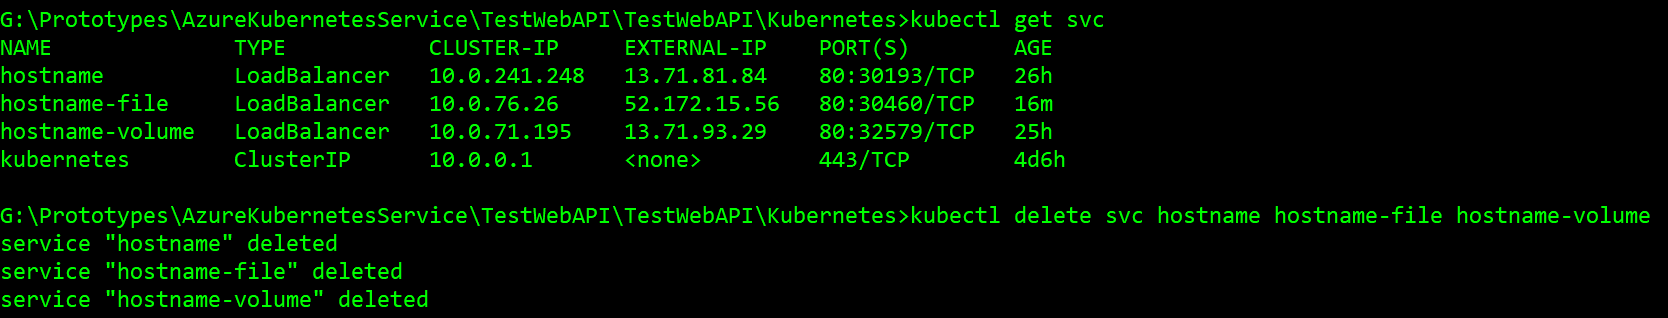 G:\Prototypes\AzureKubernetesService\TestWebAPI\TestWebAPI\Kubernetes>kubectl get svc
NAME              TYPE           CLUSTER-IP     EXTERNAL-IP    PORT(S)        AGE
hostname          LoadBalancer   10.0.241.248   13.71.81.84    80:30193/TCP   26h
hostname-file     LoadBalancer   10.0.76.26     52.172.15.56   80:30460/TCP   16m
hostname-volume   LoadBalancer   10.0.71.195    13.71.93.29    80:32579/TCP   25h
kubernetes        ClusterIP      10.0.0.1       <none>         443/TCP        4d6h
G:\Prototypes\AzureKubernetesService\TestWebAPI\TestWebAPI\Kubernetes>kubectl delete svc hostname hostname-file hostname-volume
service "hostname" deleted
service "hostname-file" deleted
service "hostname-volume" deleted